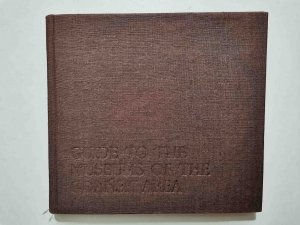 GUIDE TO THE
MUSEUMS OF THE
AREA